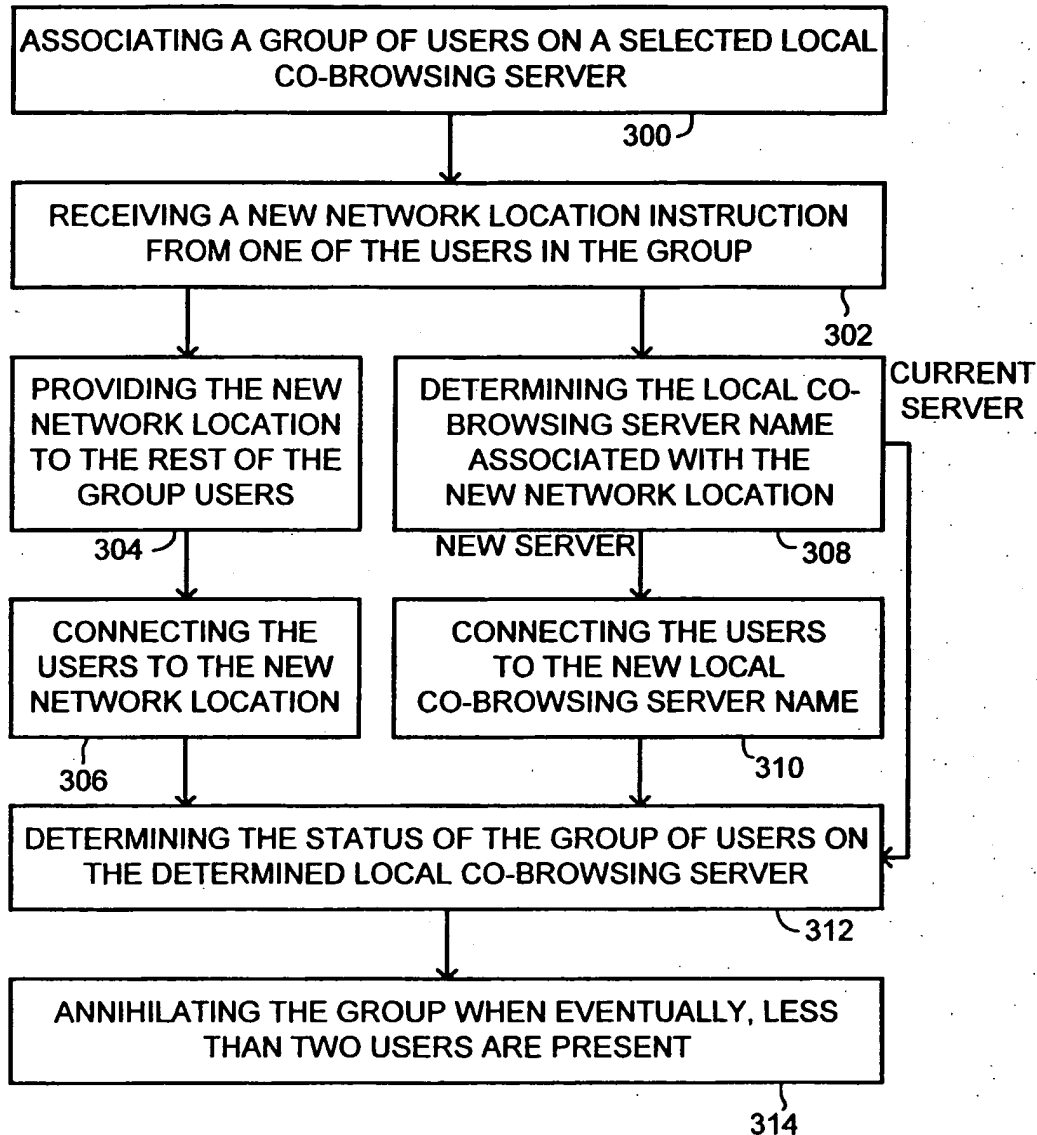 ASSOCIATING A GROUP OF USERS ON A SELECTED LOCAL
CO-BROWSING SERVER
300
RECEIVING A NEW NETWORK LOCATION INSTRUCTION
FROM ONE OF THE USERS IN THE GROUP
302
PROVIDING THE NEW
NETWORK LOCATION
TO THE REST OF THE
GROUP USERS
304
DETERMINING THE LOCAL CO-
BROWSING SERVER NAME
ASSOCIATED WITH THE
NEW NETWORK LOCATION
308
CURRENT
SERVER
NEW SERVER
CONNECTING THE
USERS TO THE NEW
NETWORK LOCATION
306
CONNECTING THE USERS
TO THE NEW LOCAL
CO-BROWSING SERVER NAME
310
DETERMINING THE STATUS OF THE GROUP OF USERS ON
THE DETERMINED LOCAL CO-BROWSING SERVER
312
ANNIHILATING THE GROUP WHEN EVENTUALLY, LESS
THAN TWO USERS ARE PRESENT
314